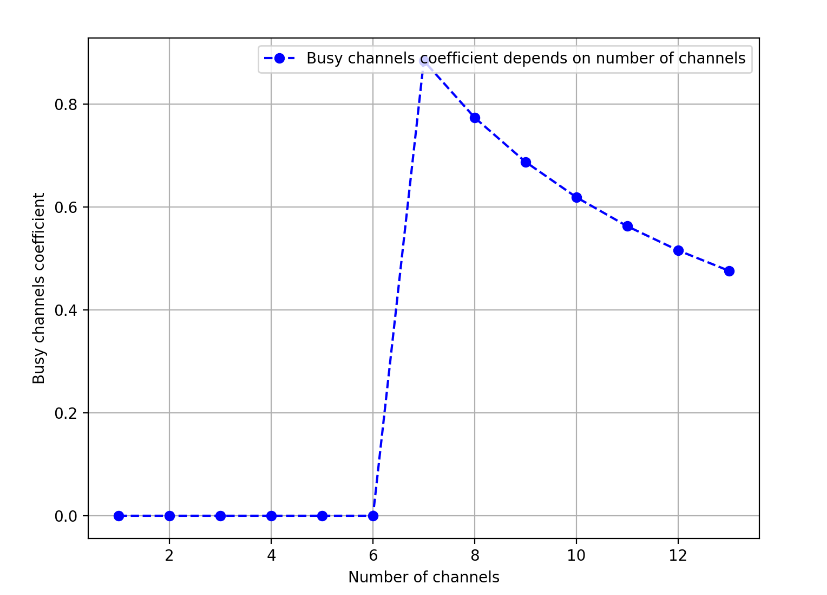 Busy channels coefficient depends on number of channels
Busy channels coefficient
0.8
0.6
0.4
0.2
0.0
2 4 6 8 10 12
Number of channels